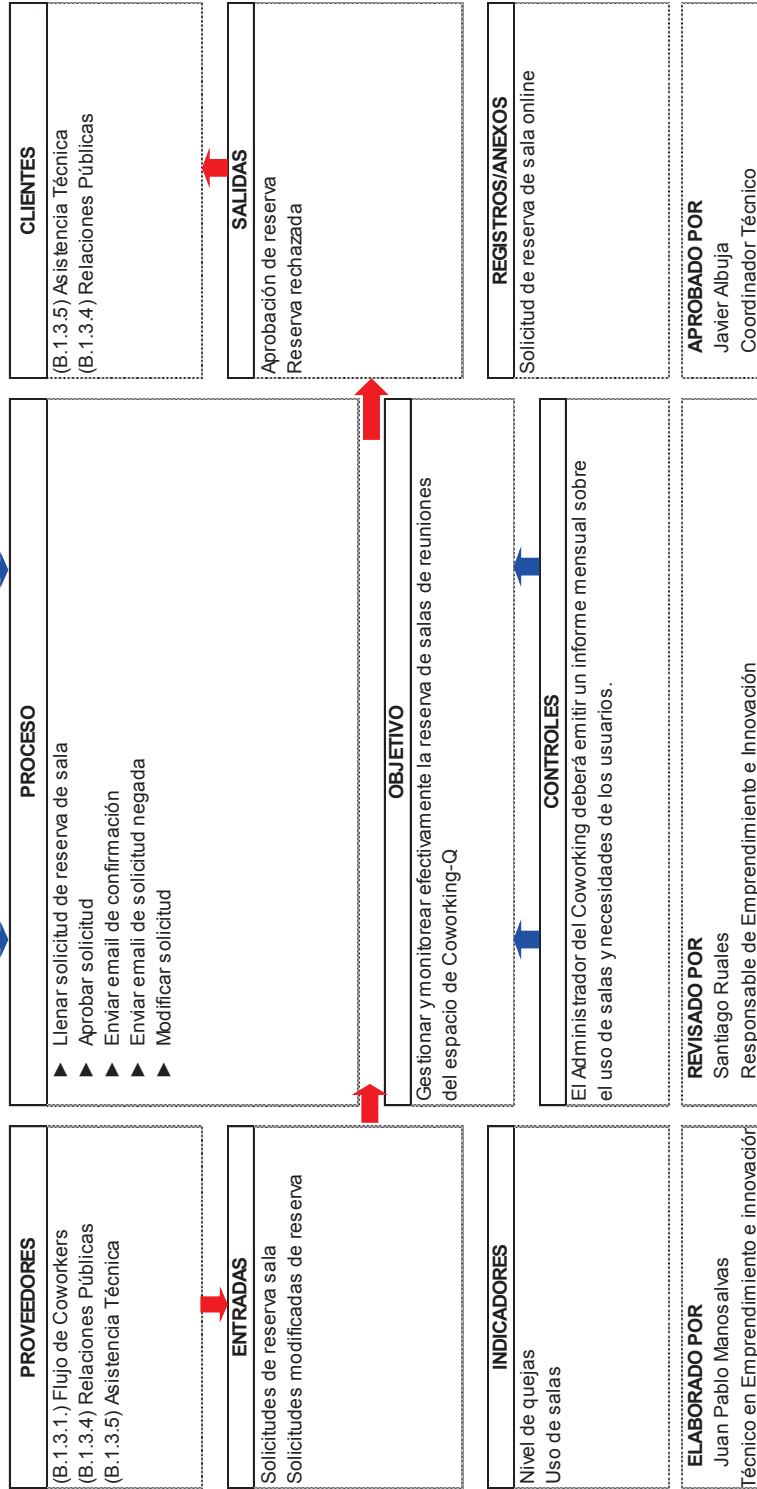 PROVEEDORES
(B.1.3.1.) Flujo de Coworkers
(B.1.3.4) Relaciones Públicas
(B.1.3.5) Asistencia Técnica
PROCESO
Llenar solicitud de reserva de sala
Aprobar solicitud
Enviar email de confirmación
Enviar emali de solicitud negada
Modificar solicitud
CLIENTES
(B.1.3.5) Asistencia Técnica
(B.1.3.4) Relaciones Públicas
ENTRADAS
Solicitudes de reserva sala
Solicitudes modificadas de reserva
SALIDAS
Aprobación de reserva
Reserva rechazada
OBJETIVO
Gestionar y monitorear efectivamente la reserva de salas de reuniones
del espacio de Coworking-Q
INDICADORES
Nivel de quejas
Uso de salas
CONTROLES
El Administrador del Coworking deberá emitir un informe mensual sobre
el uso de salas y necesidades de los usuarios.
REGISTROS/ANEXOS
Solicitud de reserva de sala online
ELABORADO POR
Juan Pablo Manosalvas
Técnico en Emprendimiento e innovación
REVISADO POR
Santiago Ruales
Responsable de Emprendimiento e Innovación
APROBADO POR
Javier Albuja
Coordinador Técnico